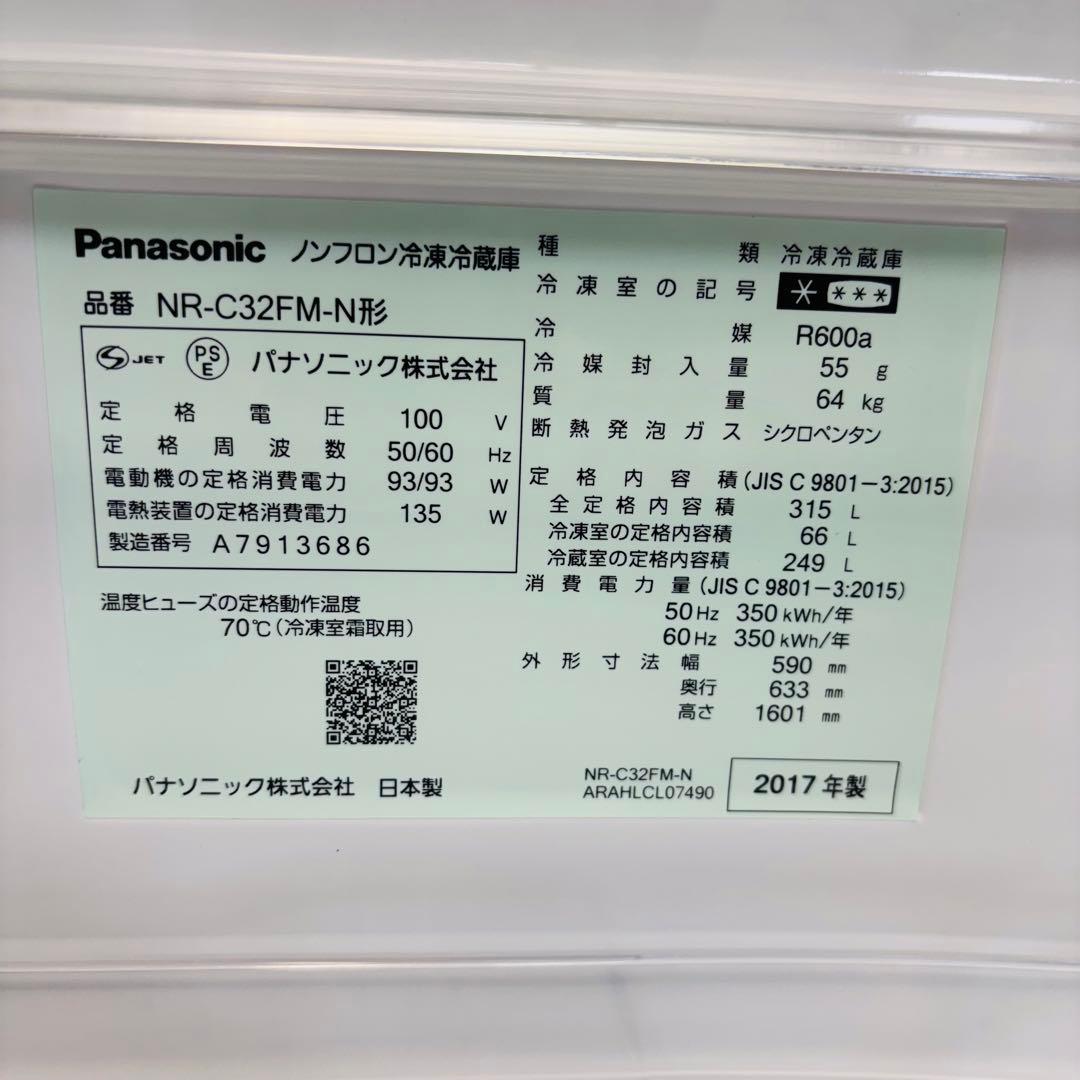 Panasonic ノンフロン冷凍冷蔵庫
品番 NR-C32FM-N形
S JET PS E パナソニック株式会社
定格電圧 100 V
定格周波数 50/60 Hz
電動機の定格消費電力 93/93 W
電熱装置の定格消費電力 135 W
製造番号 A7913686
温度ヒューズの定格動作温度
70℃(冷凍室霜取用)
パナソニック株式会社 日本製
種類 冷凍冷蔵庫
冷凍室の記号 * ***
冷媒 R600a
冷媒封入量 55 g
質量 64 kg
断熱発泡ガス シクロペンタン
定格内容積(JIS C 9801-3:2015)
全定格内容積 315 L
冷凍室の定格内容積 66 L
冷蔵室の定格内容積 249 L
消費電力量(JIS C 9801-3:2015)
50Hz 350kWh/年
60Hz 350kWh/年
外形寸法 幅 590 mm
奥行 633 mm
高さ 1601 mm
NR-C32FM-N
ARAHLCL07490
2017年製